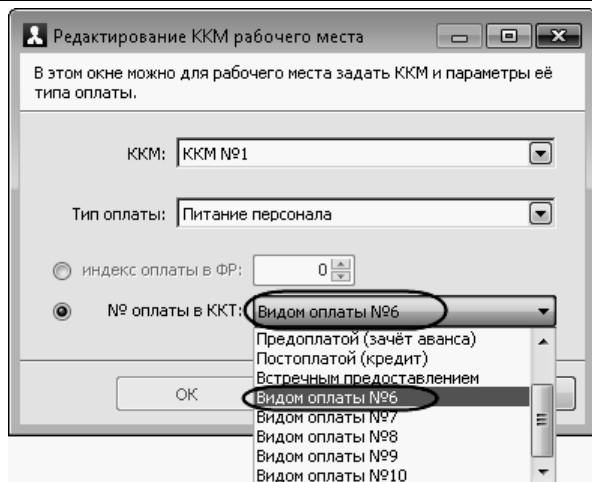 Редактирование ККМ рабочего места
В этом окне можно для рабочего места задать ККМ и параметры её
типа оплаты.
ККМ: ККМ №1
Тип оплаты: Питание персонала
индекс оплаты в ФР: 0
№ оплаты в ККТ: Видом оплаты №6
Предоплатой (зачёт аванса)
Постоплатой (кредит)
Встречным предоставлением
ОК Видом оплаты №6
Видом оплаты №7
Видом оплаты №8
Видом оплаты №9
Видом оплаты №10